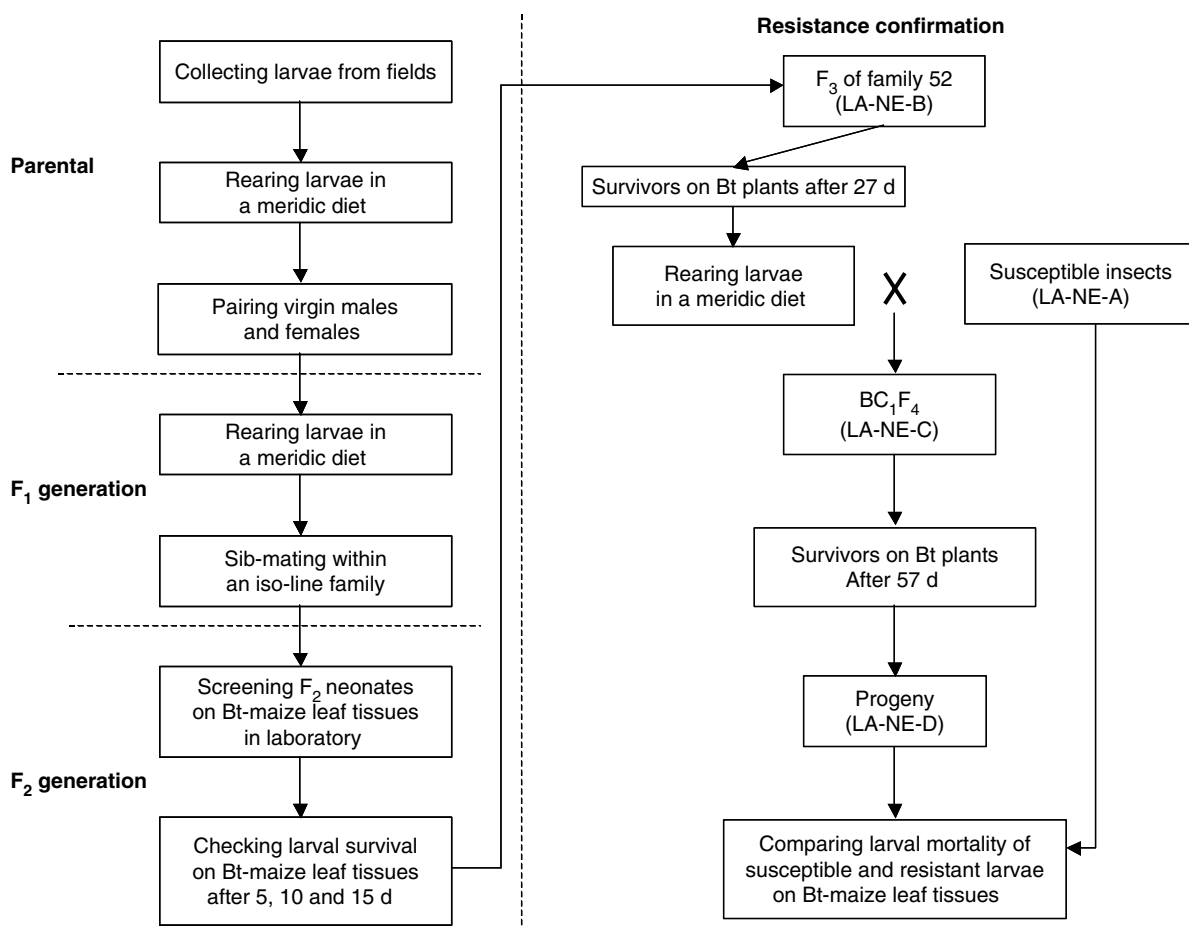 Collecting larvae from fields
Parental
Rearing larvae in
a meridic diet
Pairing virgin males
and females
Rearing larvae in
a meridic diet
F₁ generation
Sib-mating within
an iso-line family
Screening F₂ neonates
on Bt-maize leaf tissues
in laboratory
F₂ generation
Checking larval survival
on Bt-maize leaf tissues
after 5, 10 and 15 d
Resistance confirmation
F₃ of family 52
(LA-NE-B)
Survivors on Bt plants after 27 d
Rearing larvae
in a meridic diet
X
Susceptible insects
(LA-NE-A)
BC₁F₄
(LA-NE-C)
Survivors on Bt plants
After 57 d
Progeny
(LA-NE-D)
Comparing larval mortality of
susceptible and resistant larvae
on Bt-maize leaf tissues